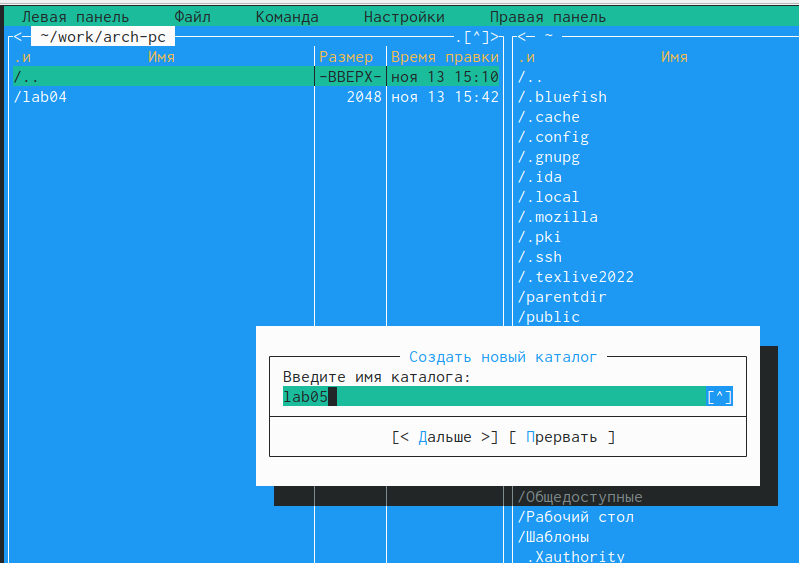 Левая панель Файл Команда Настройки Правая панель
<─ ~/work/arch-pc .[^]>
.и Имя Размер Время правки
/.. -ВВЕРХ- ноя 13 15:10
/lab04 2048 ноя 13 15:42
<─ ~
.и Имя
/..
/.bluefish
/.cache
/.config
/.gnupg
/.ida
/.local
/.mozilla
/.pki
/.ssh
/.texlive2022
/parentdir
/public
Создать новый каталог
Введите имя каталога:
lab05 [^]
[< Дальше >] [ Прервать ]
/Общедоступные
/Рабочий стол
/Шаблоны
.Xauthority